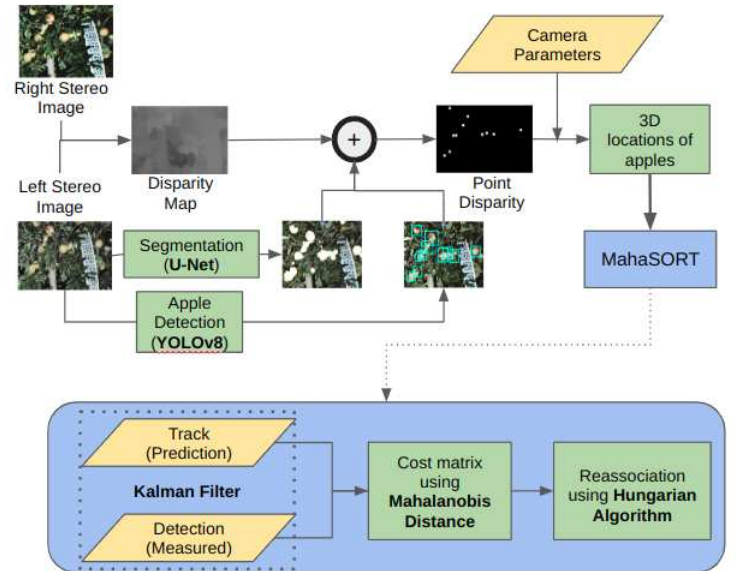 Right Stereo
Image
Camera
Parameters
+
3D
locations of
apples
Left Stereo
Image
Disparity
Map
Point
Disparity
Segmentation
(U-Net)
MahaSORT
Apple
Detection
(YOLOv8)
Track
(Prediction)
Kalman Filter
Detection
(Measured)
Cost matrix
using
Mahalanobis
Distance
Reassociation
using Hungarian
Algorithm